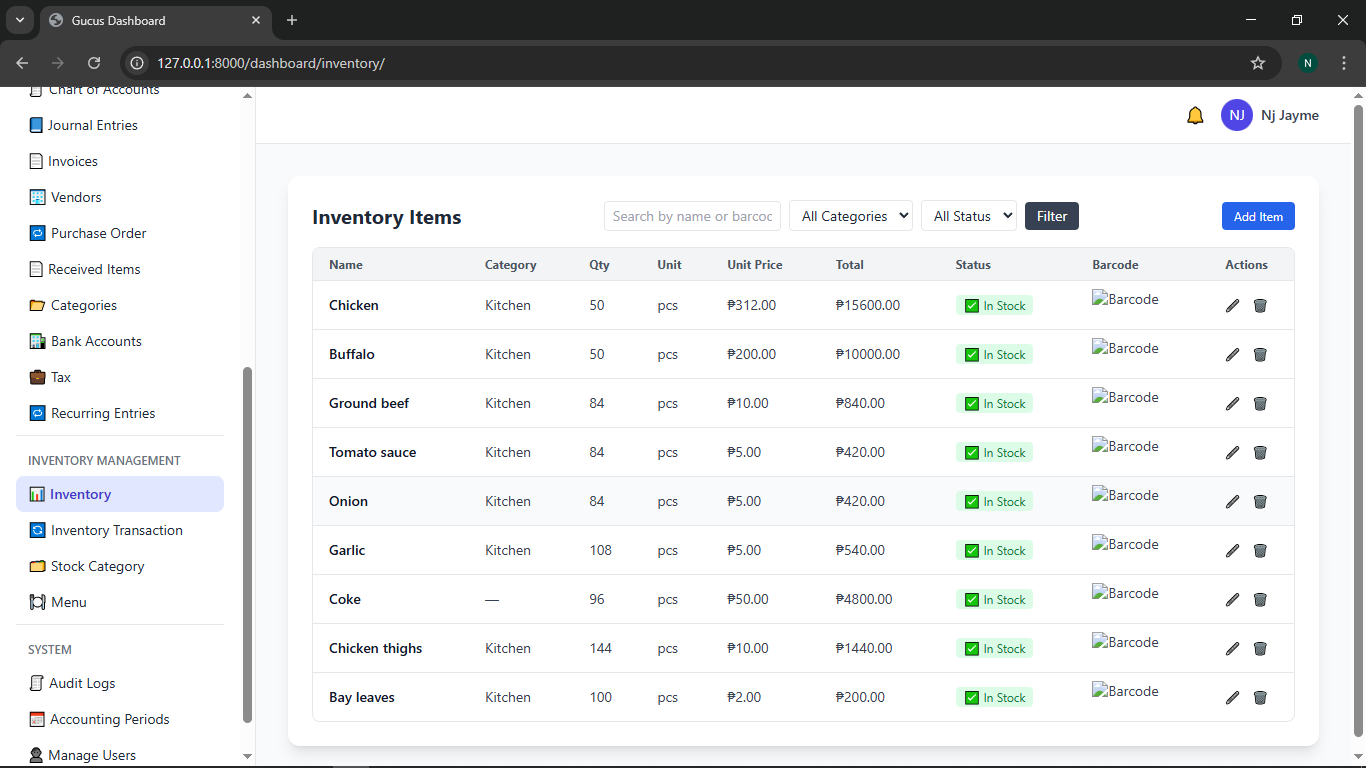 Gucus Dashboard
127.0.0.1:8000/dashboard/inventory/
N
Chart of Accounts
Journal Entries
Invoices
Vendors
Purchase Order
Received Items
Categories
Bank Accounts
Tax
Recurring Entries
INVENTORY MANAGEMENT
Inventory
Inventory Transaction
Stock Category
Menu
SYSTEM
Audit Logs
Accounting Periods
Manage Users
NJ Nj Jayme
Inventory Items Search by name or barcoc All Categories All Status Filter Add Item
Name Category Qty Unit Unit Price Total Status Barcode Actions
Chicken Kitchen 50 pcs ₱312.00 ₱15600.00 ✅ In Stock Barcode
Buffalo Kitchen 50 pcs ₱200.00 ₱10000.00 ✅ In Stock Barcode
Ground beef Kitchen 84 pcs ₱10.00 ₱840.00 ✅ In Stock Barcode
Tomato sauce Kitchen 84 pcs ₱5.00 ₱420.00 ✅ In Stock Barcode
Onion Kitchen 84 pcs ₱5.00 ₱420.00 ✅ In Stock Barcode
Garlic Kitchen 108 pcs ₱5.00 ₱540.00 ✅ In Stock Barcode
Coke — 96 pcs ₱50.00 ₱4800.00 ✅ In Stock Barcode
Chicken thighs Kitchen 144 pcs ₱10.00 ₱1440.00 ✅ In Stock Barcode
Bay leaves Kitchen 100 pcs ₱2.00 ₱200.00 ✅ In Stock Barcode